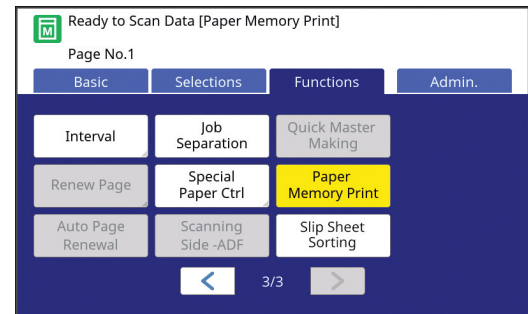 M
Ready to Scan Data [Paper Memory Print]
Page No.1
Basic Selections Functions Admin.
Interval
Job
Separation
Quick Master
Making
Renew Page
Special
Paper Ctrl
Paper
Memory Print
Auto Page
Renewal
Scanning
Side -ADF
Slip Sheet
Sorting
3/3